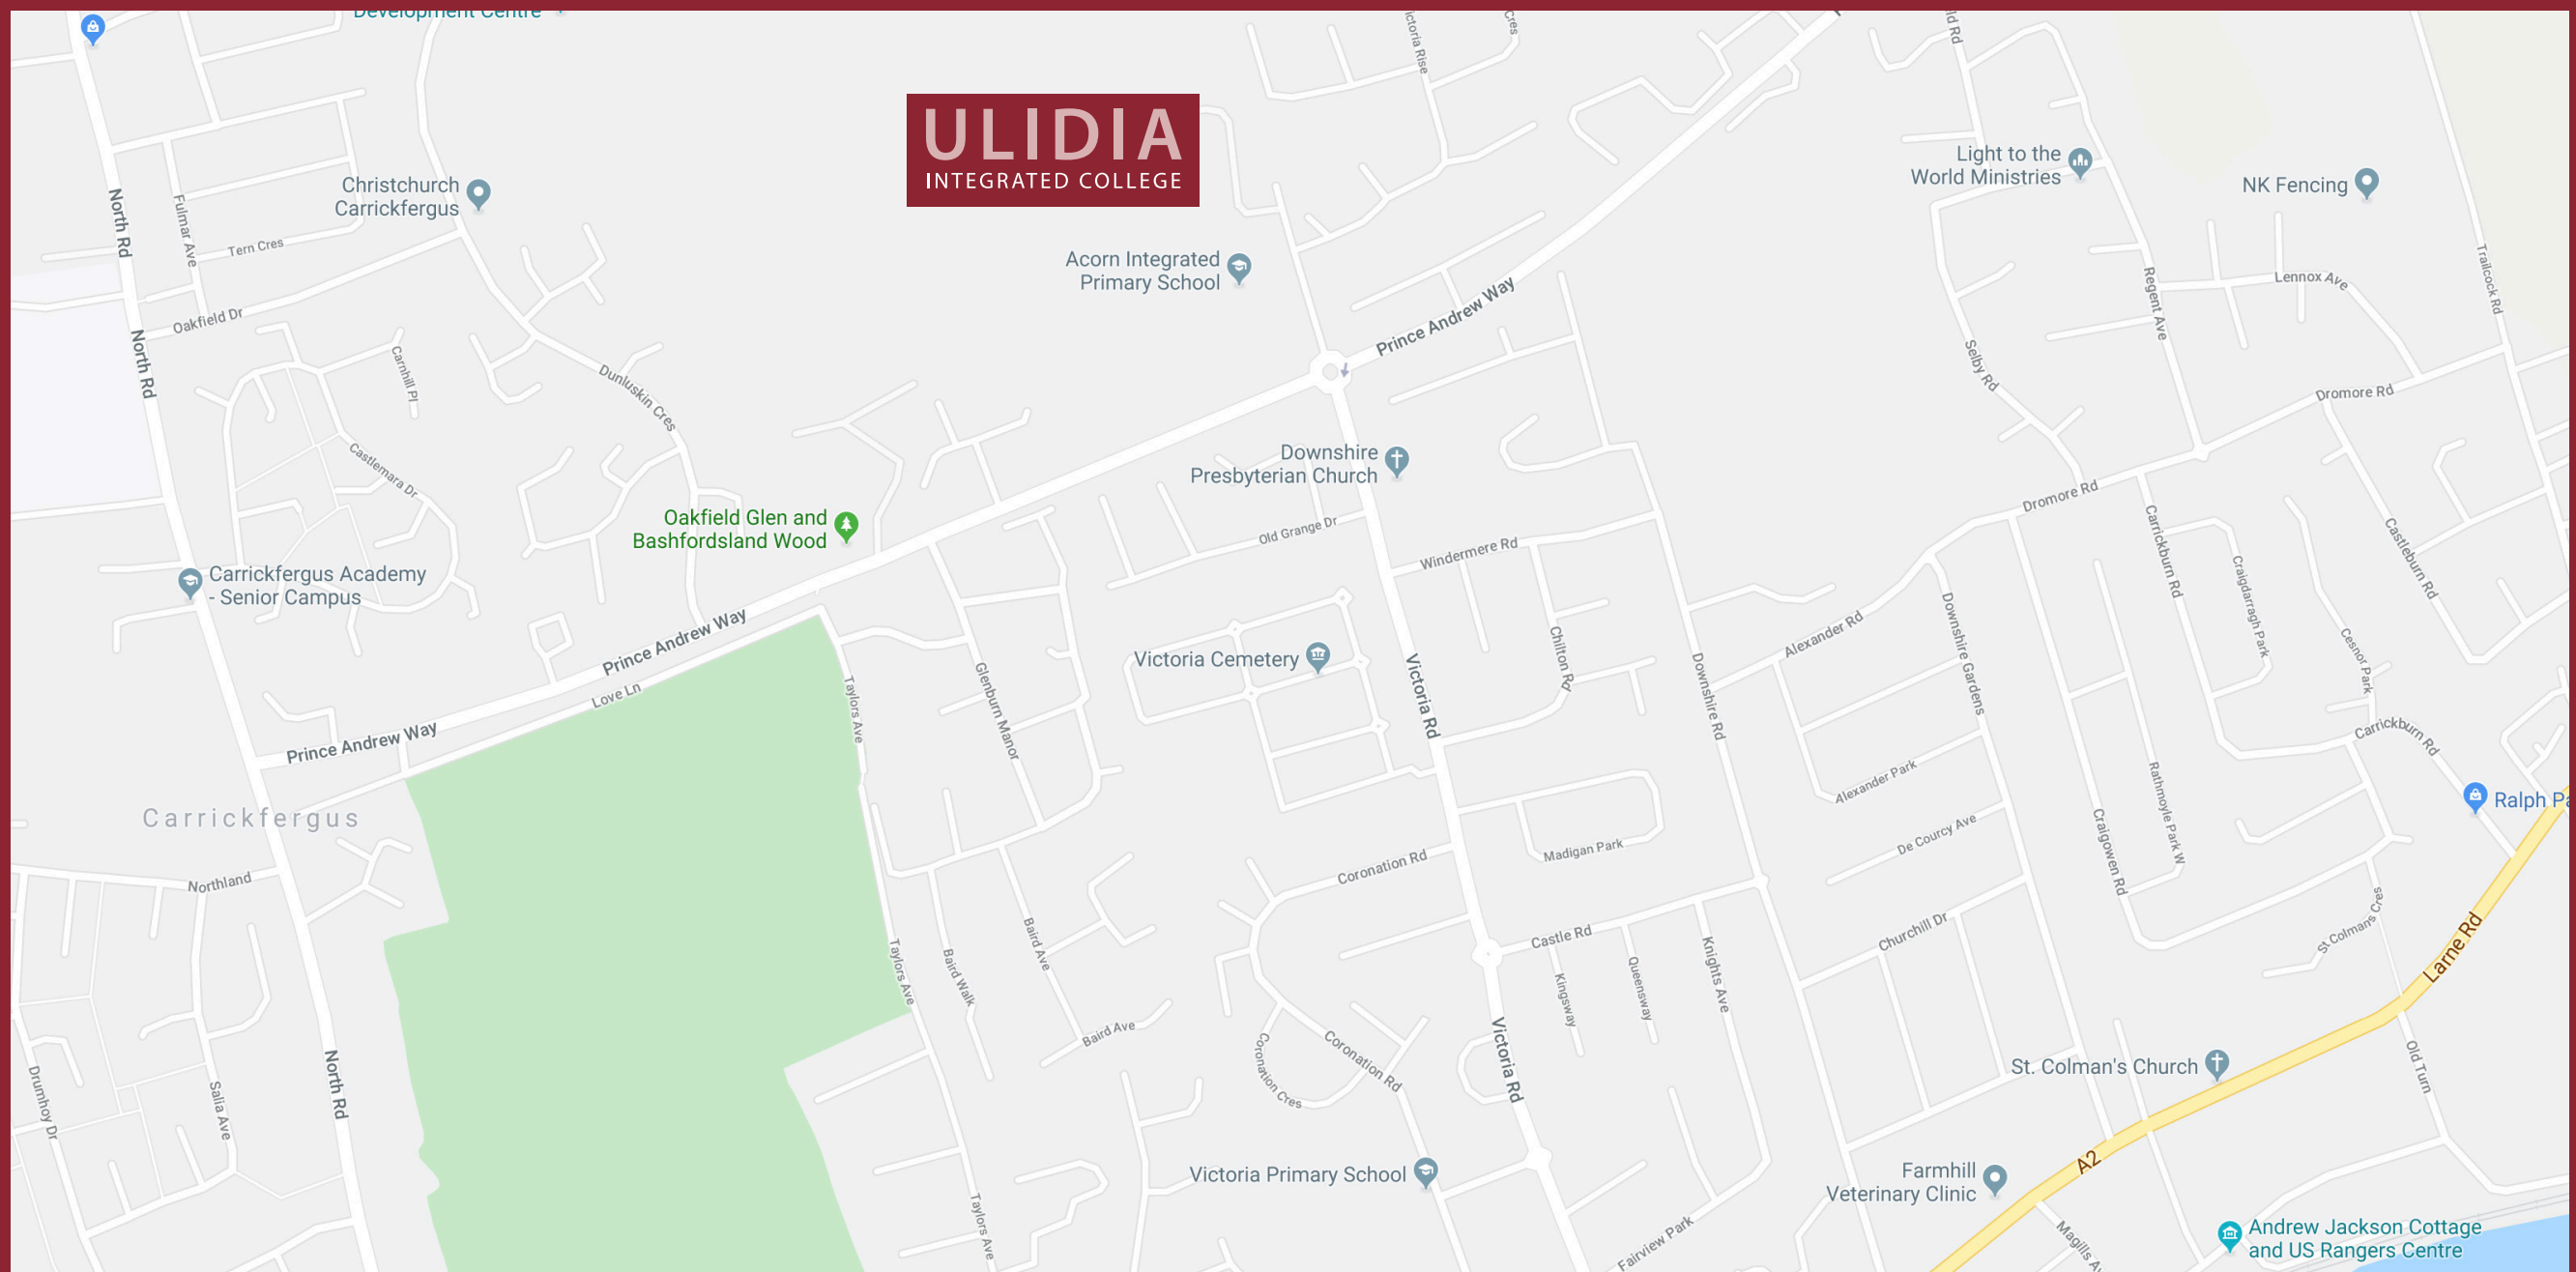 Development Centre
ULIDIA
INTEGRATED COLLEGE
Christchurch
Carrickfergus
Acorn Integrated
Primary School
Light to the
World Ministries
NK Fencing
North Rd
Fulmar Ave
Tern Cres
Oakfield Dr
North Rd
Carnhill Pl
Castlemara Dr
Dunluskin Cres
Prince Andrew Way
Selby Rd
Regent Ave
Lennox Ave
Trailcock Rd
Dromore Rd
Downshire
Presbyterian Church
Oakfield Glen and
Bashfordsland Wood
Old Grange Dr
Windermere Rd
Dromore Rd
Carrickburn Rd
Castleburn Rd
Craigdarragh Park
Carrickfergus Academy
- Senior Campus
Prince Andrew Way
Love Ln
Taylors Ave
Glenburn Manor
Victoria Cemetery
Victoria Rd
Chilton Rd
Downshire Rd
Alexander Rd
Downshire Gardens
Cesnor Park
Carrickburn Rd
Prince Andrew Way
Carrickfergus
Alexander Park
Rathmoyle Park W
Ralph
Northland
Coronation Rd
Madigan Park
De Courcy Ave
Craigowen Rd
St Colmans Cres
Larne Rd
Taylors Ave
Baird Walk
Baird Ave
Castle Rd
Churchill Dr
Kingsway
Queensway
Knights Ave
Baird Ave
Coronation Cres
Coronation Rd
Victoria Rd
St. Colman's Church
Old Turn
Drumhoy Dr
Salia Ave
North Rd
Victoria Primary School
Farmhill
Veterinary Clinic
A2
Taylors Ave
Fairview Park
Magills
Andrew Jackson Cottage
and US Rangers Centre